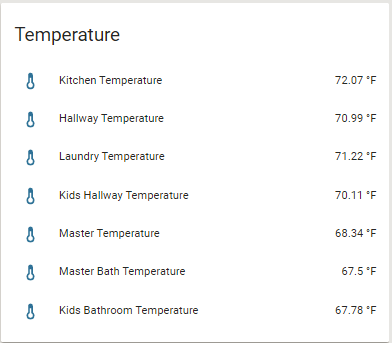 Temperature
Kitchen Temperature 72.07 °F
Hallway Temperature 70.99 °F
Laundry Temperature 71.22 °F
Kids Hallway Temperature 70.11 °F
Master Temperature 68.34 °F
Master Bath Temperature 67.5 °F
Kids Bathroom Temperature 67.78 °F